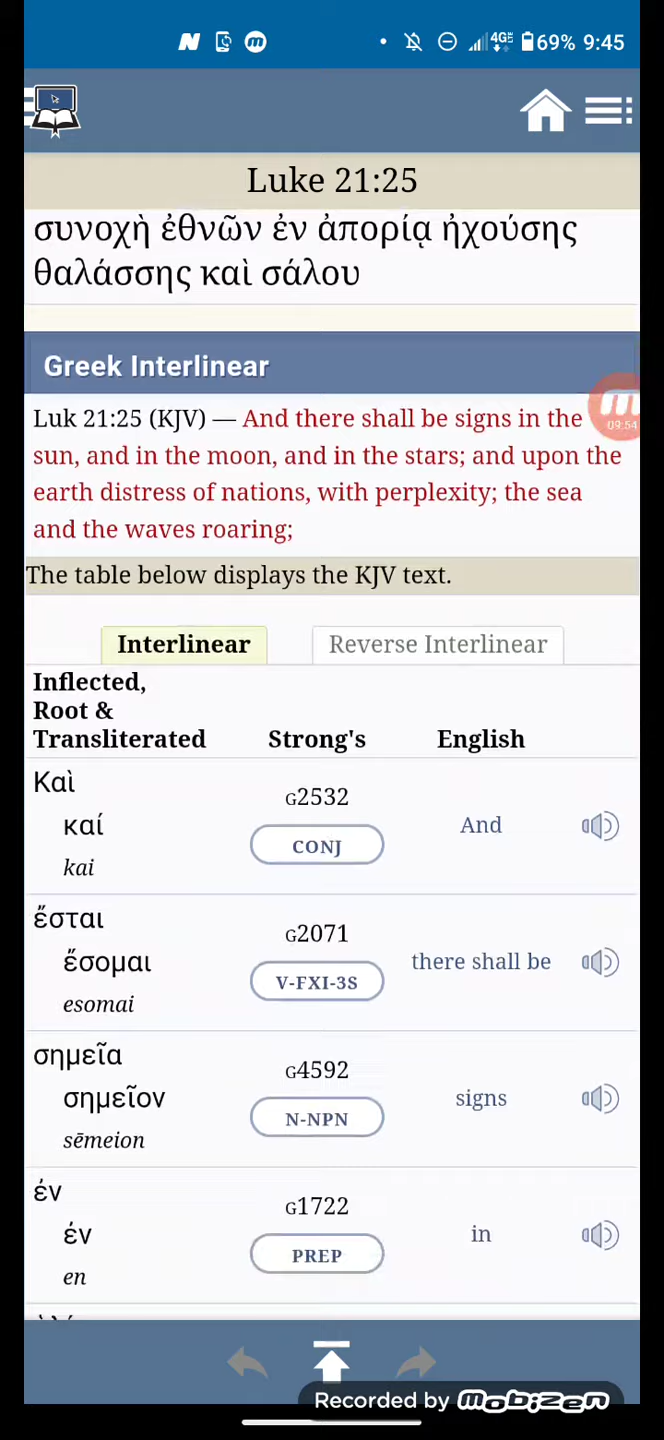 69% 9:45
Luke 21:25
συνοχὴ ἐθνῶν ἐν ἀπορίᾳ ἠχούσης
θαλάσσης καὶ σάλου
Greek Interlinear
Luk 21:25 (KJV) — And there shall be signs in the
sun, and in the moon, and in the stars; and upon the
earth distress of nations, with perplexity; the sea
and the waves roaring;
09:54
The table below displays the KJV text.
Interlinear Reverse Interlinear
Inflected,
Root &
Transliterated Strong's English
Καὶ
καί
kai
G2532
CONJ
And
ἔσται
ἔσομαι
esomai
G2071
V-FXI-3S
there shall be
σημεῖα
σημεῖον
sēmeion
G4592
N-NPN
signs
ἐν
ἐν
en
G1722
PREP
in
Recorded by mobizen